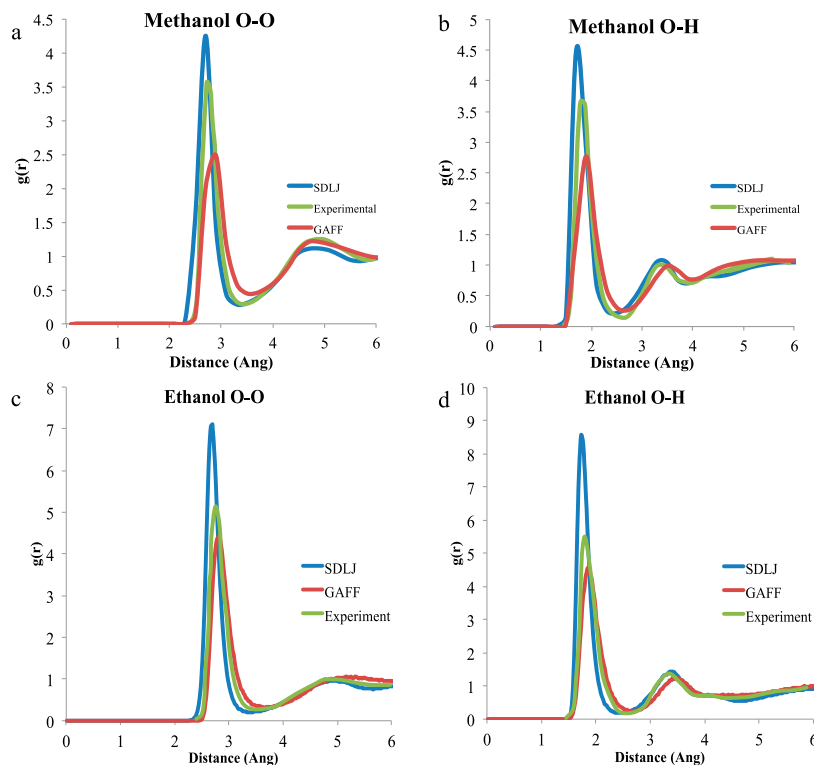 a
Methanol O-O
4.5
4
3.5
3
2.5
2
1.5
1
0.5
0
g(r)
SDLJ
Experimental
GAFF
0 1 2 3 4 5 6
Distance (Ang)
b
Methanol O-H
5
4.5
4
3.5
3
2.5
2
1.5
1
0.5
0
g(r)
SDLJ
Experimental
GAFF
0 1 2 3 4 5 6
Distance (Ang)
c
Ethanol O-O
8
7
6
5
4
3
2
1
0
g(r)
SDLJ
GAFF
Experiment
0 1 2 3 4 5 6
Distance (Ang)
d
Ethanol O-H
10
9
8
7
6
5
4
3
2
1
0
g(r)
SDLJ
GAFF
Experiment
0 1 2 3 4 5 6
Distance (Ang)